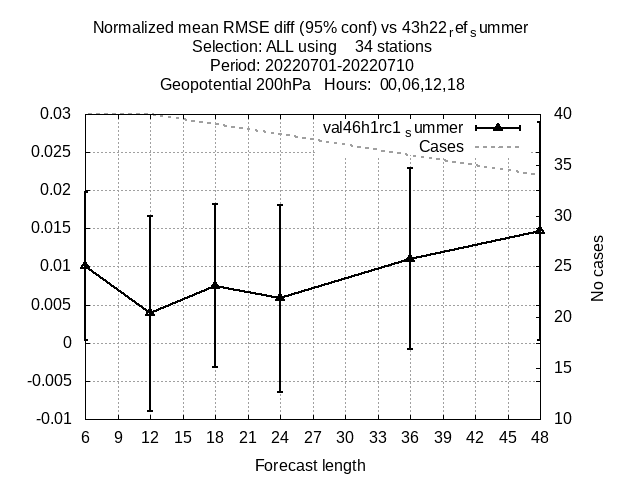 Normalized mean RMSE diff (95% conf) vs 43h22refsummer
Selection: ALL using 34 stations
Period: 20220701-20220710
Geopotential 200hPa Hours: 00,06,12,18
val46h1rc1summer
Cases
0.03
0.025
0.02
0.015
0.01
0.005
0
-0.005
-0.01
40
35
30
25
20
15
10
No cases
6 9 12 15 18 21 24 27 30 33 36 39 42 45 48
Forecast length